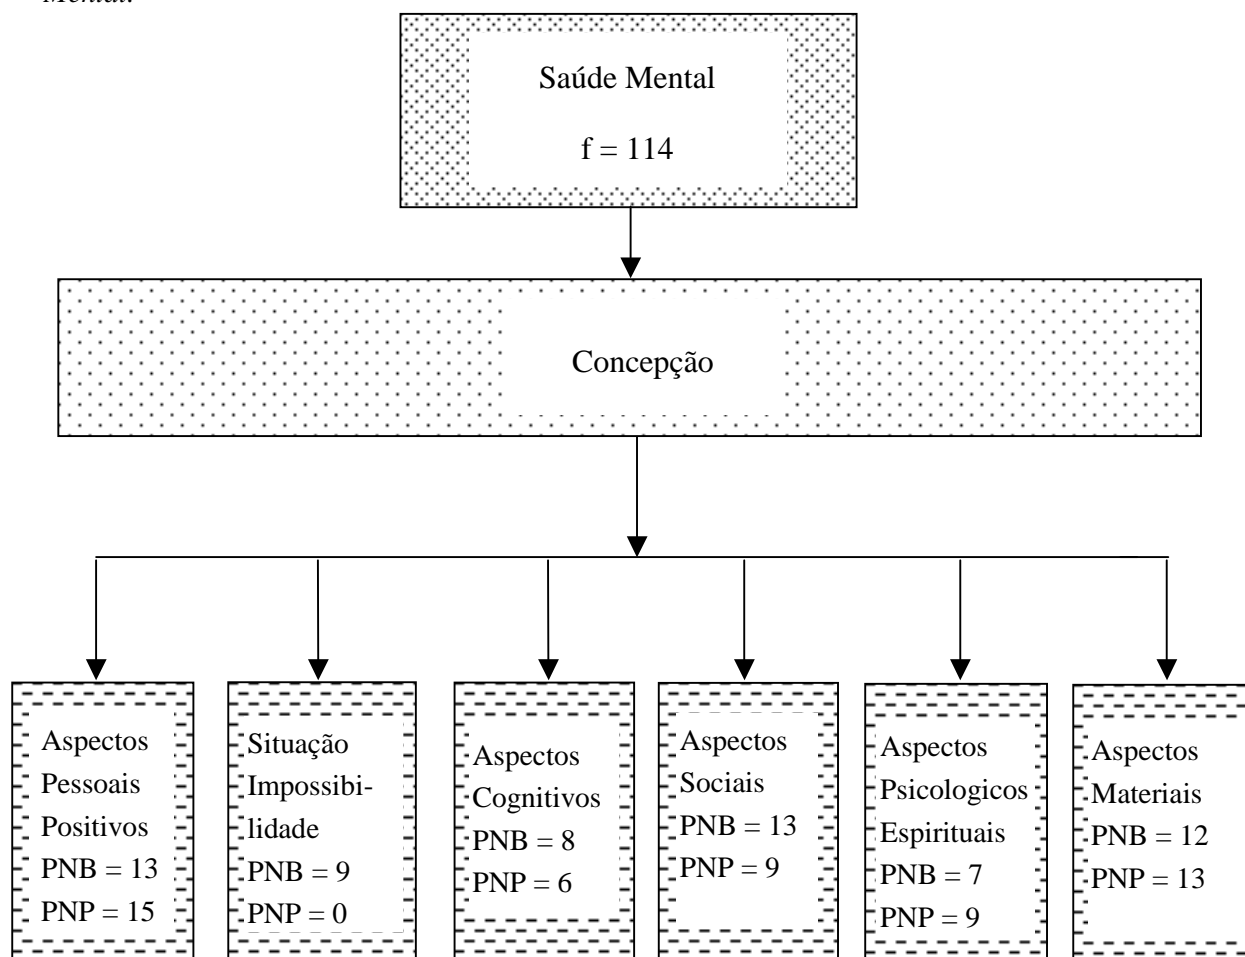 Mental.
Saúde Mental
f = 114
Concepção
Aspectos
Pessoais
Positivos
PNB = 13
PNP = 15
Situação
Impossibi-
lidade
PNB = 9
PNP = 0
Aspectos
Cognitivos
PNB = 8
PNP = 6
Aspectos
Sociais
PNB = 13
PNP = 9
Aspectos
Psicologicos
Espirituais
PNB = 7
PNP = 9
Aspectos
Materiais
PNB = 12
PNP = 13